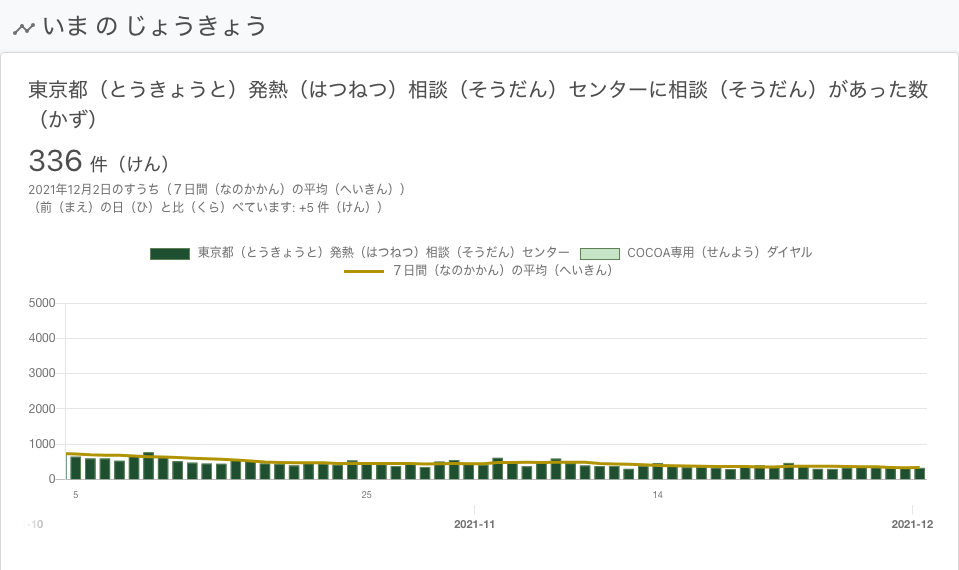 いま の じょうきょう
東京都（とうきょうと）発熱（はつねつ）相談（そうだん）センターに相談（そうだん）があった数
（かず）
336 件（けん）
2021年12月2日のすうち（７日間（なのかかん）の平均（へいきん））
（前（まえ）の日（ひ）と比（くら）べています: +5 件（けん））
東京都（とうきょうと）発熱（はつねつ）相談（そうだん）センター COCOA専用（せんよう）ダイヤル
７日間（なのかかん）の平均（へいきん）
5000
4000
3000
2000
1000
0
5 25 14
-10 2021-11 2021-12